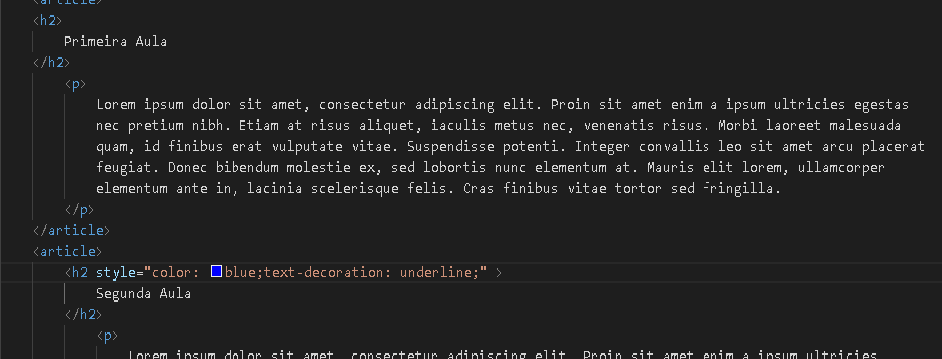 <article>
<h2>
Primeira Aula
</h2>
<p>
Lorem ipsum dolor sit amet, consectetur adipiscing elit. Proin sit amet enim a ipsum ultricies egestas
nec pretium nibh. Etiam at risus aliquet, iaculis metus nec, venenatis risus. Morbi laoreet malesuada
quam, id finibus erat vulputate vitae. Suspendisse potenti. Integer convallis leo sit amet arcu placerat
feugiat. Donec bibendum molestie ex, sed lobortis nunc elementum at. Mauris elit lorem, ullamcorper
elementum ante in, lacinia scelerisque felis. Cras finibus vitae tortor sed fringilla.
</p>
</article>
<article>
<h2 style="color: blue;text-decoration: underline;" >
Segunda Aula
</h2>
<p>
Lorem ipsum dolor sit amet, consectetur adipiscing elit. Proin sit amet enim a ipsum ultricies